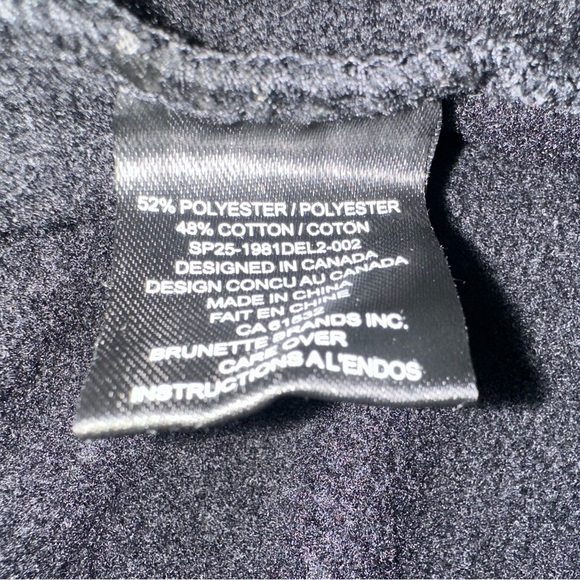 52% POLYESTER / POLYESTER
48% COTTON / COTON
SP25-1981DEL2-002
DESIGNED IN CANADA
DESIGN CONCU AU CANADA
MADE IN CHINA
FAIT EN CHINE
CA 61532
BRUNETTE BRANDS INC.
CARE OVER
INSTRUCTIONS A L'ENDOS